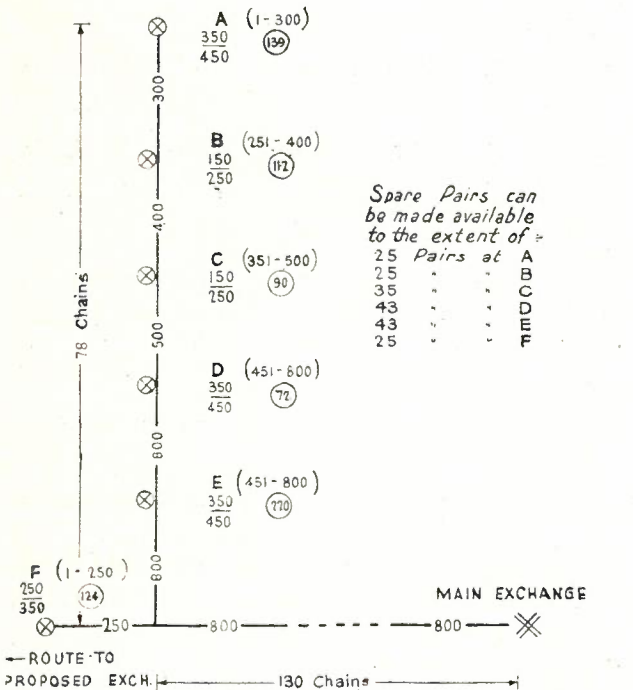 A (1-300)
350
450
139
300
B (251-400)
150
250
112
400
C (351-500)
150
250
90
500
D (451-800)
350
450
72
800
E (451-800)
350
450
220
800
78 Chains
Spare Pairs can
be made available
to the extent of :-
25 Pairs at A
25 " " B
35 " " C
43 " " D
43 " " E
25 " " F
F (1-250)
250
350
124
MAIN EXCHANGE
250 800 800
ROUTE TO
PROPOSED EXCH.
130 Chains